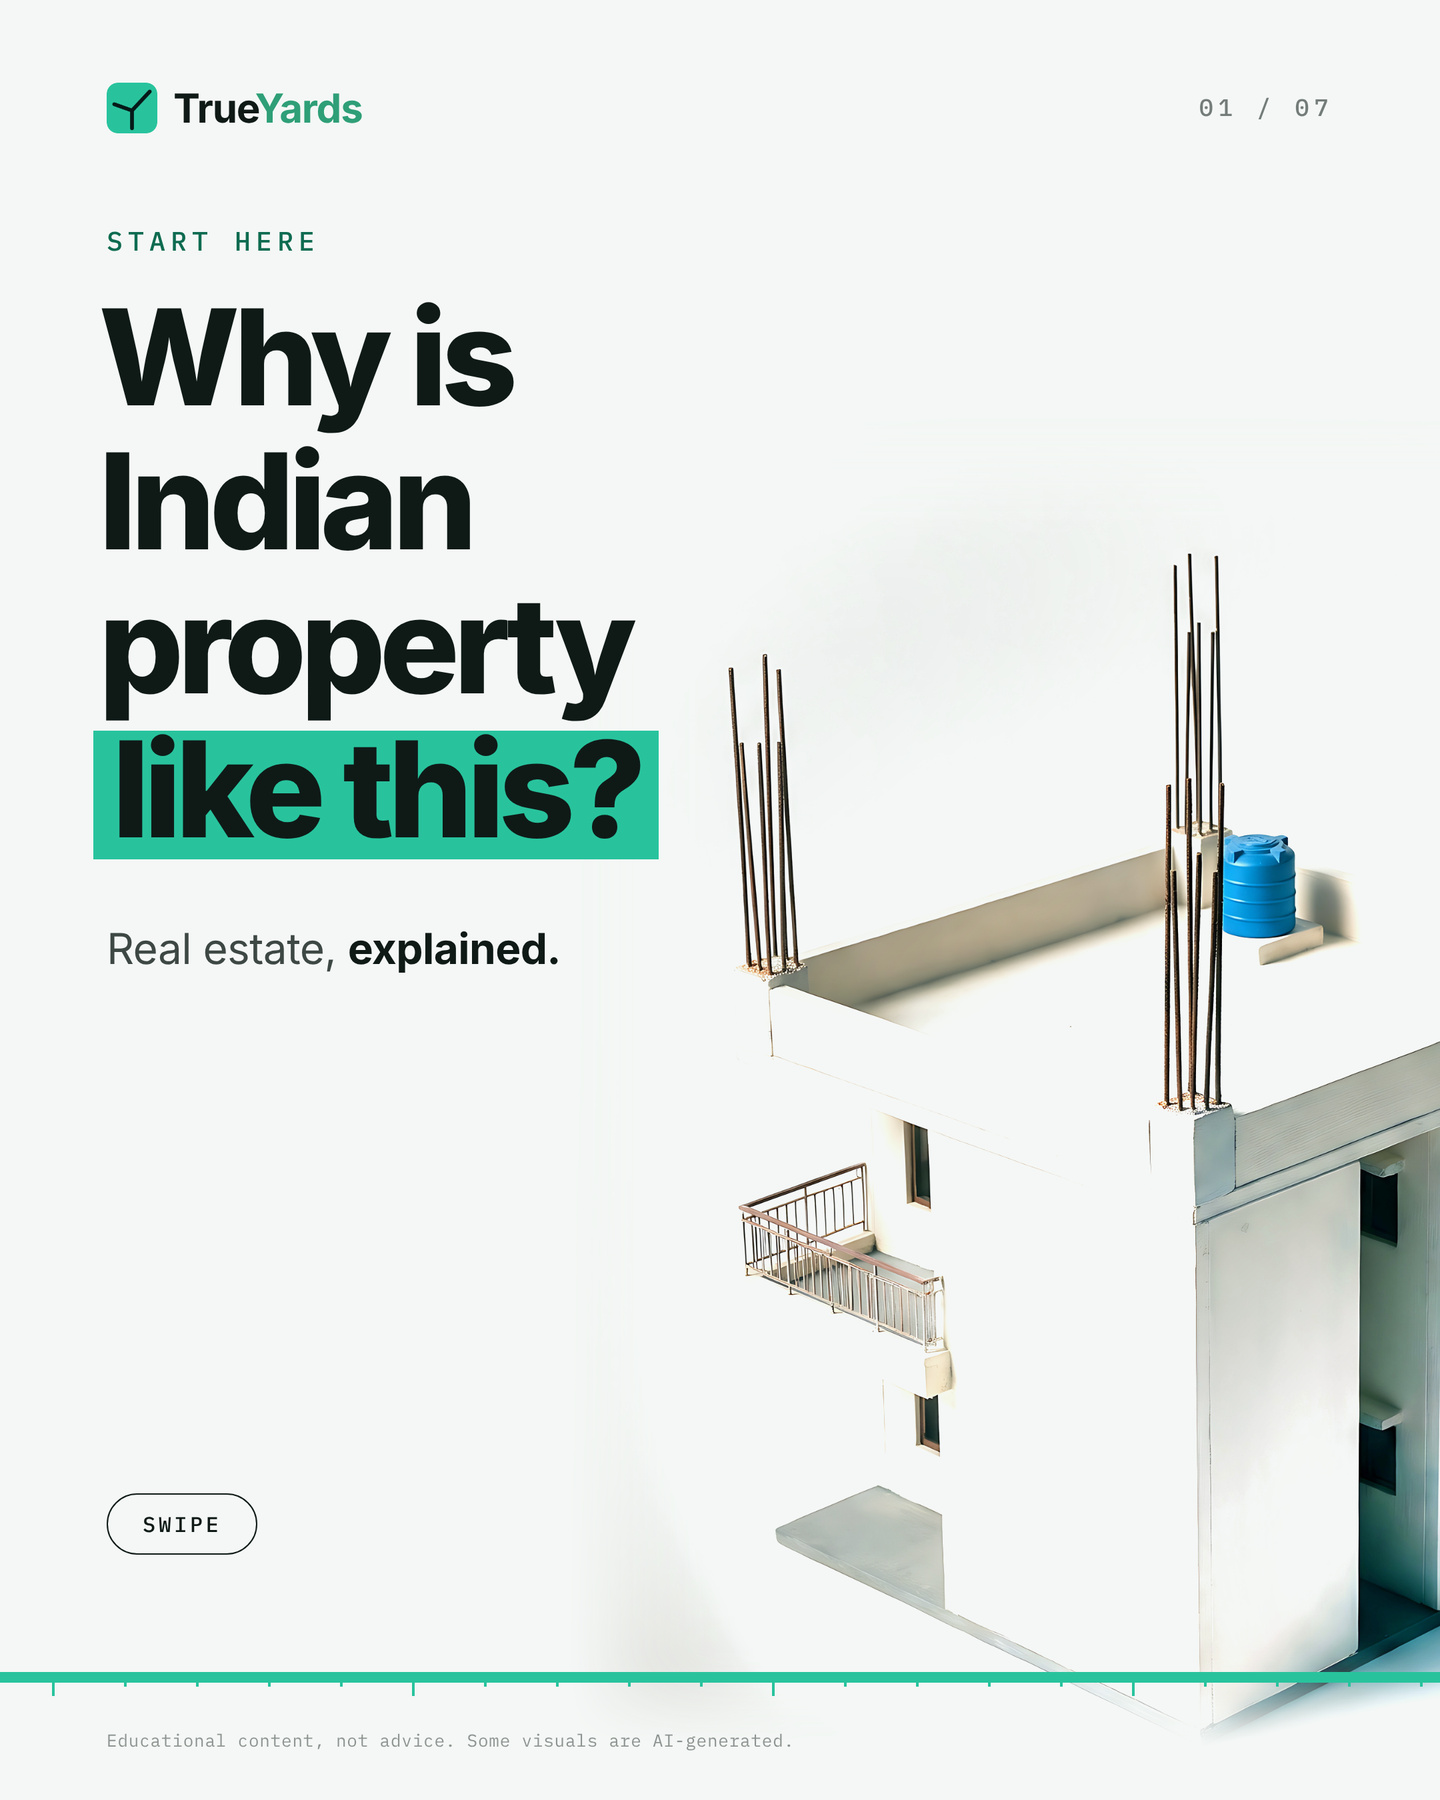 TrueYards
01 / 07
START HERE
Why is
Indian
property
like this?
Real estate, explained.
SWIPE
Educational content, not advice. Some visuals are AI-generated.